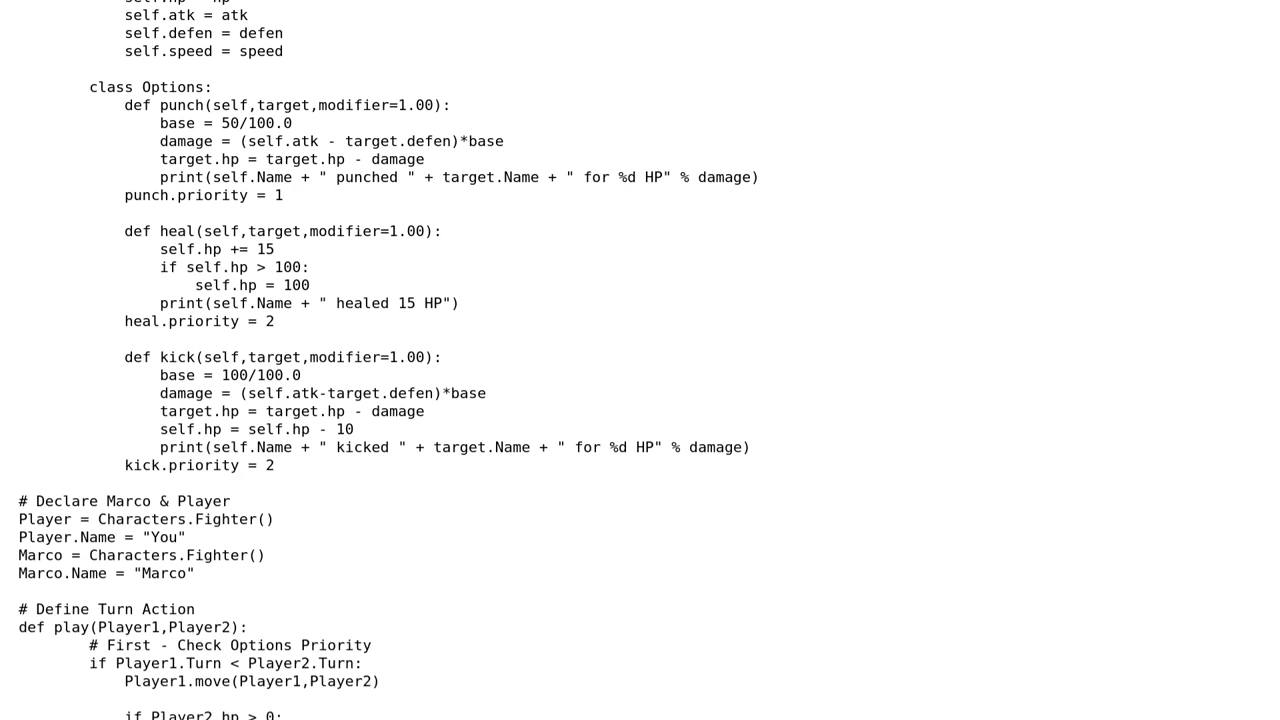 self.hp = hp
self.atk = atk
self.defen = defen
self.speed = speed
class Options:
def punch(self,target,modifier=1.00):
base = 50/100.0
damage = (self.atk - target.defen)*base
target.hp = target.hp - damage
print(self.Name + " punched " + target.Name + " for %d HP" % damage)
punch.priority = 1
def heal(self,target,modifier=1.00):
self.hp += 15
if self.hp > 100:
self.hp = 100
print(self.Name + " healed 15 HP")
heal.priority = 2
def kick(self,target,modifier=1.00):
base = 100/100.0
damage = (self.atk-target.defen)*base
target.hp = target.hp - damage
self.hp = self.hp - 10
print(self.Name + " kicked " + target.Name + " for %d HP" % damage)
kick.priority = 2
# Declare Marco & Player
Player = Characters.Fighter()
Player.Name = "You"
Marco = Characters.Fighter()
Marco.Name = "Marco"
# Define Turn Action
def play(Player1,Player2):
# First - Check Options Priority
if Player1.Turn < Player2.Turn:
Player1.move(Player1,Player2)
if Player2.hp > 0: